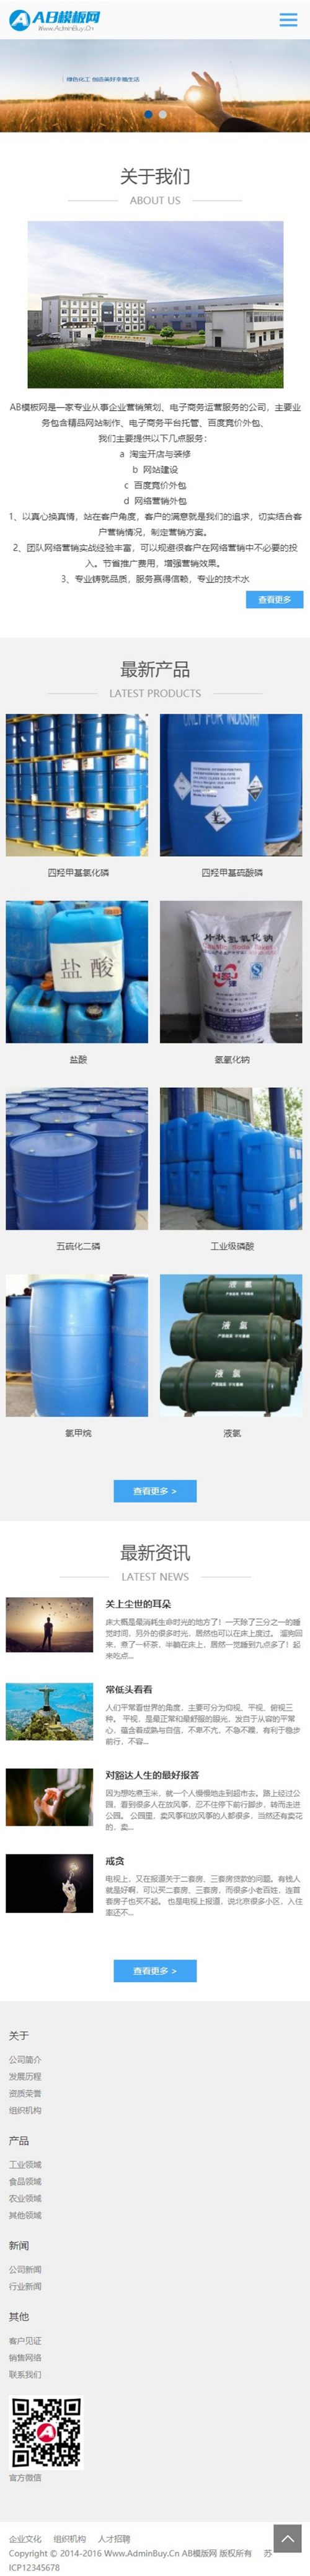 AB模板网
Www.AdminBuy.Cn
绿色化工 创造美好幸福生活
关于我们
ABOUT US
AB模板网是一家专业从事企业营销策划、电子商务运营服务的公司，主要业
务包含精品网站制作、电子商务平台托管、百度竞价外包、
我们主要提供以下几点服务：
a 淘宝开店与装修
b 网站建设
c 百度竞价外包
d 网络营销外包
1、以真心换真情，站在客户角度，客户的满意就是我们的追求，切实结合客
户营销情况，制定营销方案。
2、团队网络营销实战经验丰富，可以规避很客户在网络营销中不必要的投
入。节省推广费用，增强营销效果。
3、专业铸就品质，服务赢得信赖，专业的技术水
查看更多
最新产品
LATEST PRODUCTS
ONLY FOR INDUSTRY
四羟甲基氯化磷
四羟甲基硫酸磷
盐酸
片状氢氧化钠
盐酸
氢氧化钠
五硫化二磷
工业级磷酸
液氯
液氯
液氯
氯甲烷
液氯
查看更多 >
最新资讯
LATEST NEWS
关上尘世的耳朵
床大概是最消耗生命时光的地方了！一天除了三分之一的睡
觉时间，另外的很多时光，居然也可以在床上度过。 遛狗回
来，煮了一杯茶，半躺在床上，居然一觉睡到九点多了！起
来吃点...
常低头看看
人们平常看世界的角度，主要可分为仰视、平视、俯视三
种。 平视，是最正常和最舒服的眼光，发自于从容的平常
心，蕴含着成熟与自信，不卑不亢，不急不躁，有利于稳步
前行，不容...
对豁达人生的最好报答
因为想吃煮玉米，就一个人慢慢地走到超市去。路上经过公
园，看到很多人在放风筝，忍不住停下前行脚步，转而走进
公园。 公园里，卖风筝和放风筝的人都很多，当然还有卖花
的，卖...
戒贪
电视上，又在报道关于二套房、三套房贷款的问题。有钱人
就是好啊，可以买二套房、三套房，而很多小老百姓，连首
套房子也买不起。 也是电视上报道，说北京很多小区，入住
率还不...
查看更多 >
关于
公司简介
发展历程
资质荣誉
组织机构
产品
工业领域
食品领域
农业领域
其他领域
新闻
公司新闻
行业新闻
其他
客户见证
销售网络
联系我们
官方微信
企业文化 组织机构 人才招聘
Copyright © 2014-2016 Www.AdminBuy.Cn AB模版网 版权所有 苏
ICP12345678